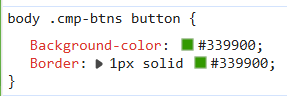 body .cmp-btns button {
Background-color: #339900;
Border: 1px solid #339900;
}